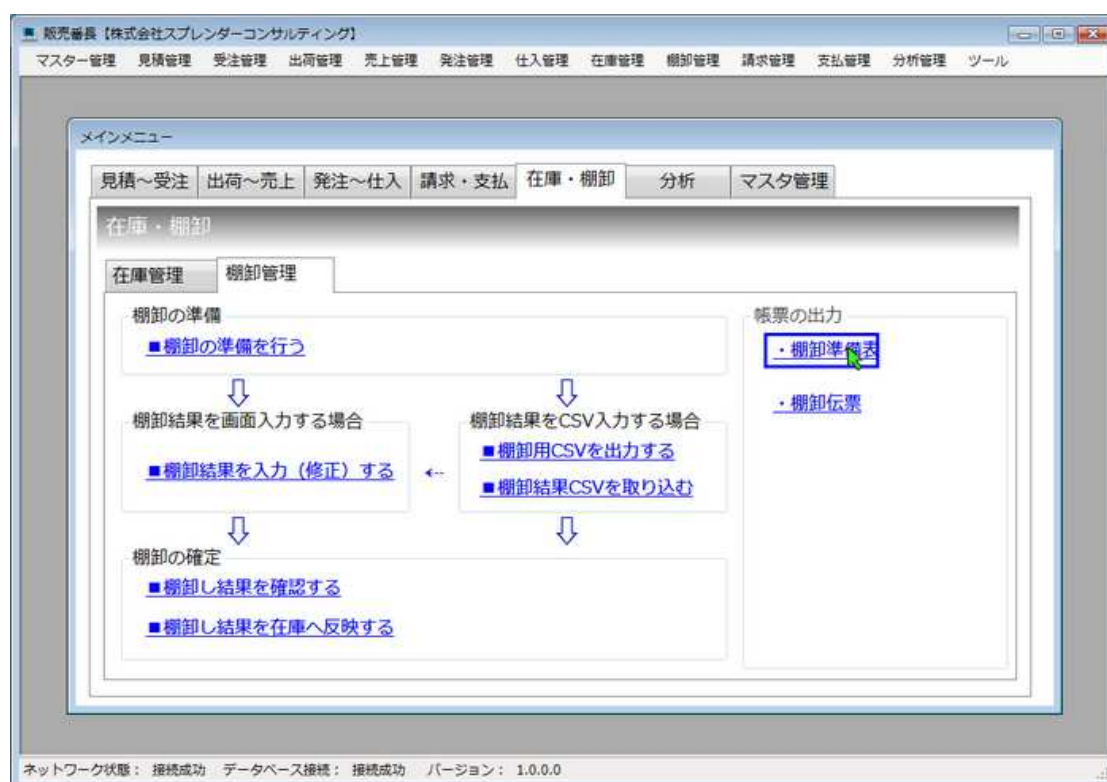 販売番長【株式会社スプレンダーコンサルティング】
マスター管理 見積管理 受注管理 出荷管理 売上管理 発注管理 仕入管理 在庫管理 棚卸管理 請求管理 支払管理 分析管理 ツール
メインメニュー
見積～受注 出荷～売上 発注～仕入 請求・支払 在庫・棚卸 分析 マスタ管理
在庫・棚卸
在庫管理 棚卸管理
棚卸の準備
■棚卸の準備を行う
棚卸結果を画面入力する場合
■棚卸結果を入力（修正）する
棚卸結果をCSV入力する場合
■棚卸用CSVを出力する
■棚卸結果CSVを取り込む
棚卸の確定
■棚卸し結果を確認する
■棚卸し結果を在庫へ反映する
帳票の出力
・棚卸準備表
・棚卸伝票
ネットワーク状態： 接続成功 データベース接続： 接続成功 バージョン： 1.0.0.0